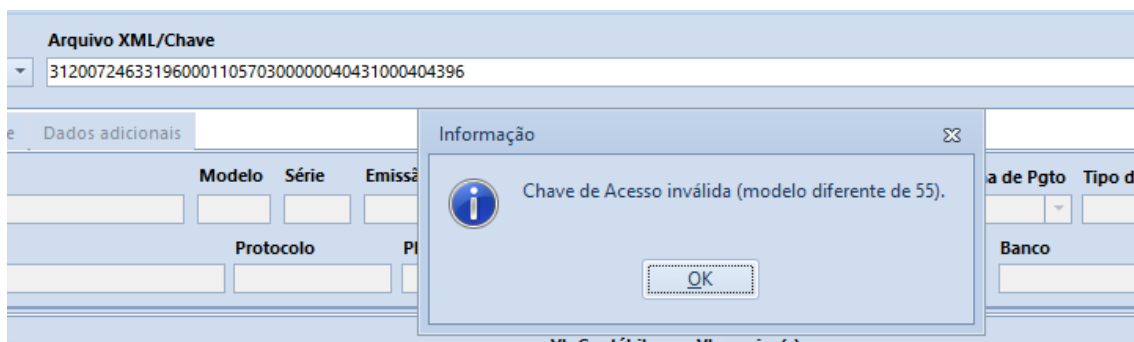 Arquivo XML/Chave
31200724633196000110570300000040431000404396
e Dados adicionais
Informação
Modelo Série Emissã
Chave de Acesso inválida (modelo diferente de 55).
a de Pgto Tipo d
Protocolo Pl
Banco
OK